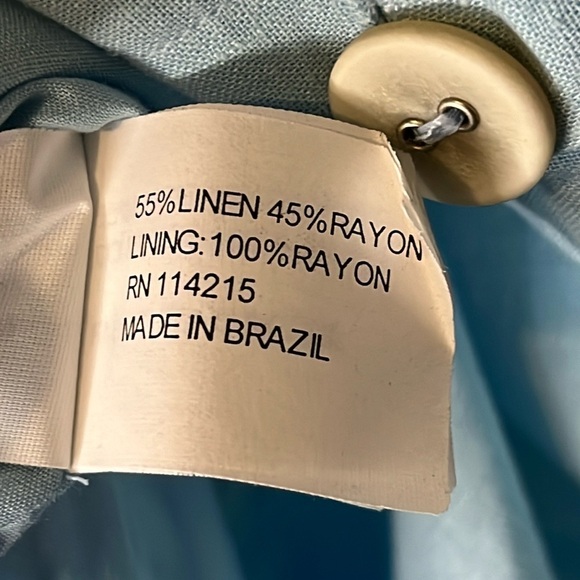 55% LINEN 45% RAYON
LINING: 100% RAYON
RN 114215
MADE IN BRAZIL